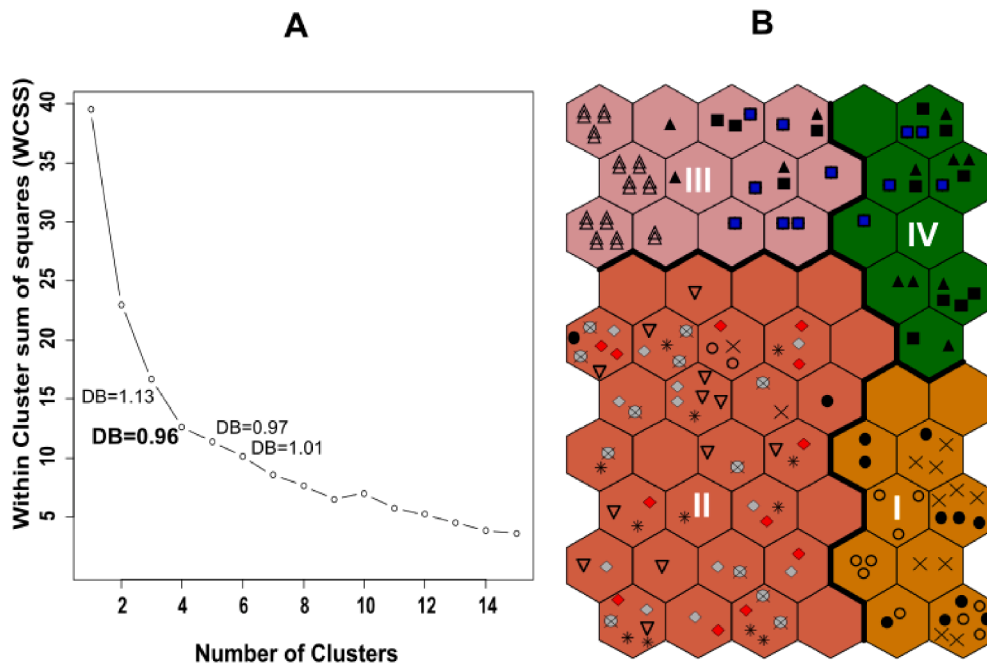 A
B
Within Cluster sum of squares (WCSS)
40
35
30
25
20
15
10
5
DB=1.13
DB=0.96
DB=0.97
DB=1.01
2
4
6
8
10
12
14
Number of Clusters
III
IV
II
I